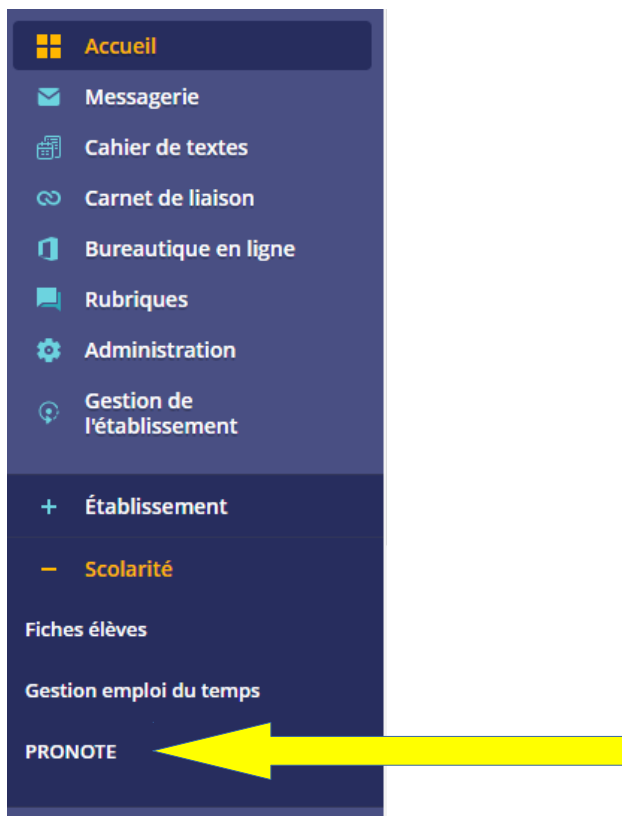 Accueil
Messagerie
Cahier de textes
Carnet de liaison
Bureautique en ligne
Rubriques
Administration
Gestion de
l'établissement
Établissement
Scolarité
Fiches élèves
Gestion emploi du temps
PRONOTE